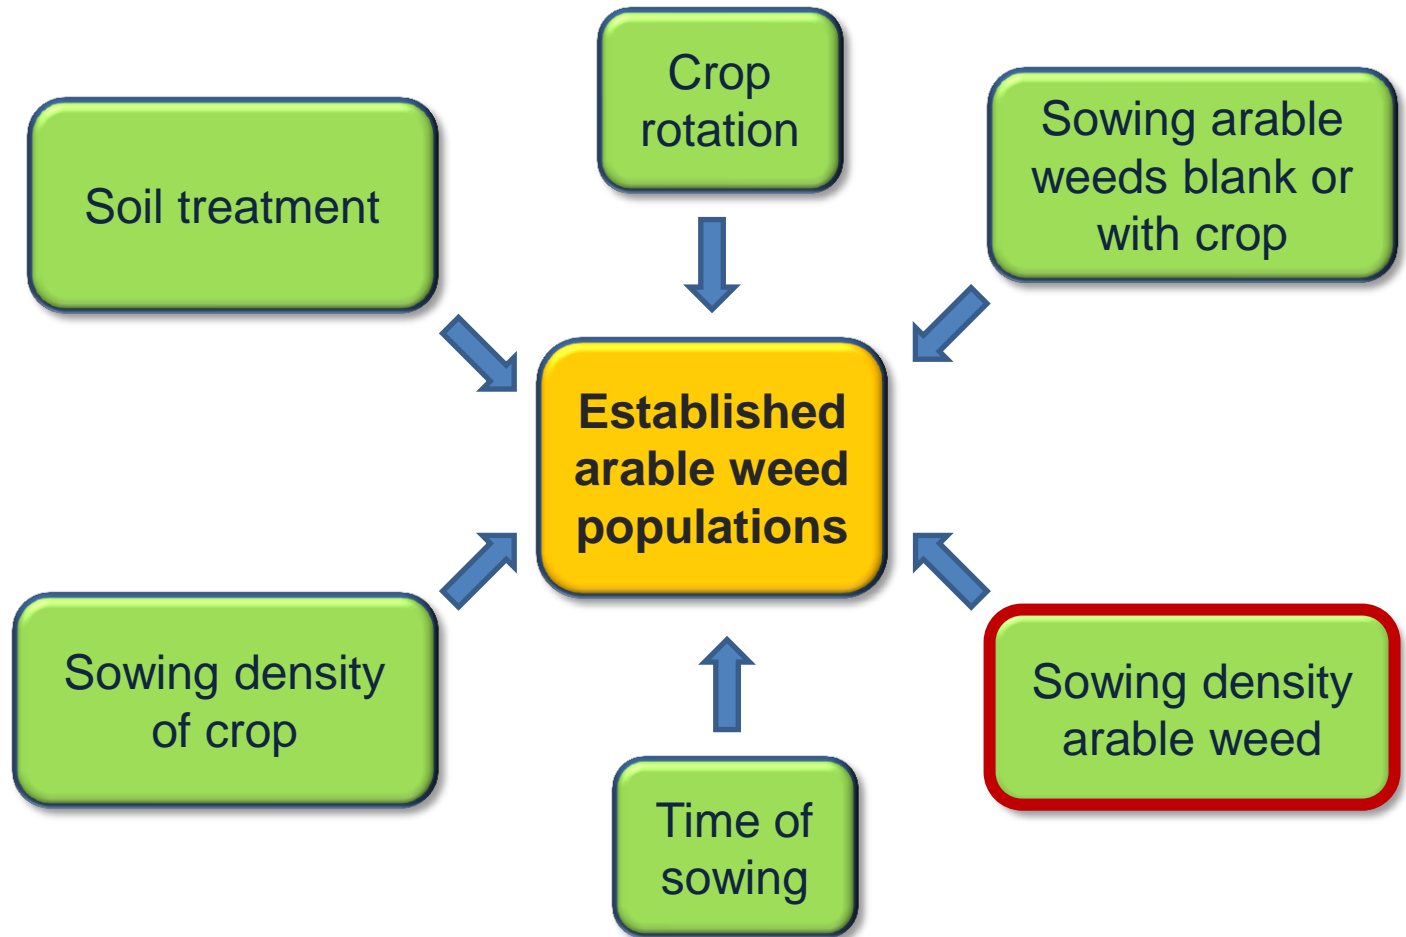 Crop
rotation
Soil treatment
Sowing arable
weeds blank or
with crop
Established
arable weed
populations
Sowing density
of crop
Sowing density
arable weed
Time of
sowing